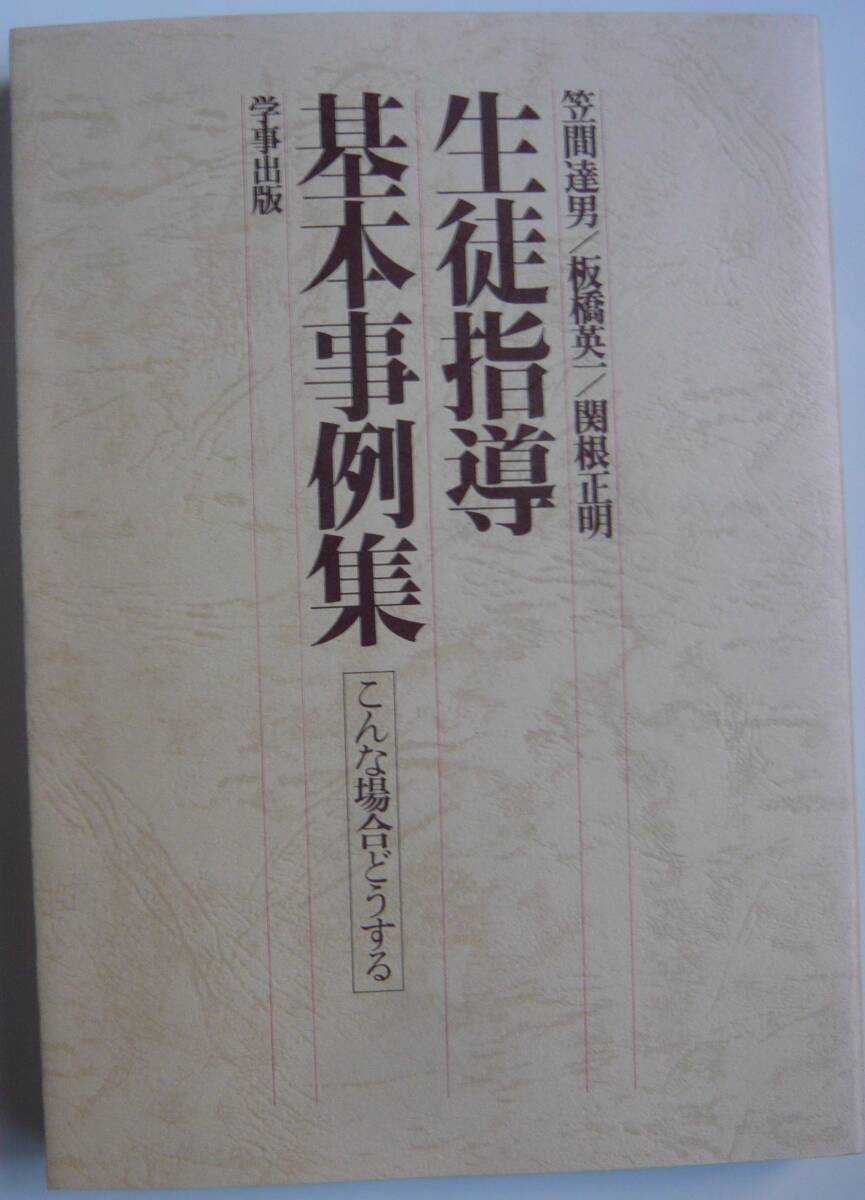 笠間達男／板橋英一／関根正明
生徒指導
基本事例集
こんな場合どうする
学事出版